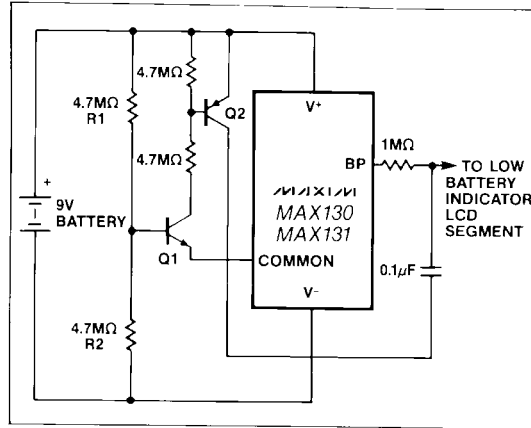 4.7MΩ
4.7MΩ
R1
Q2
V+
4.7MΩ
1MΩ
BP
TO LOW
BATTERY
INDICATOR
LCD
SEGMENT
MAXIM
MAX130
MAX131
+
9V
BATTERY
Q1
COMMON
0.1µF
V-
4.7MΩ
R2